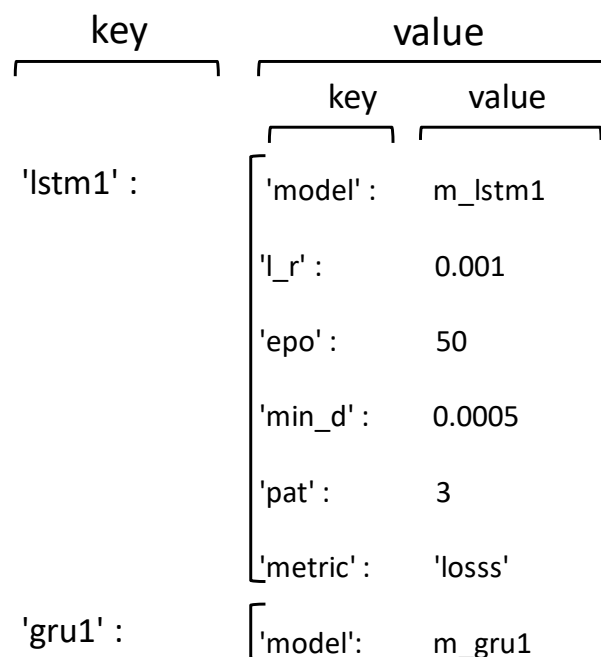 key value
key value
'lstm1' : 'model' : m_lstm1
'l_r' : 0.001
'epo' : 50
'min_d' : 0.0005
'pat' : 3
'metric' : 'losss'
'gru1' : 'model': m_gru1